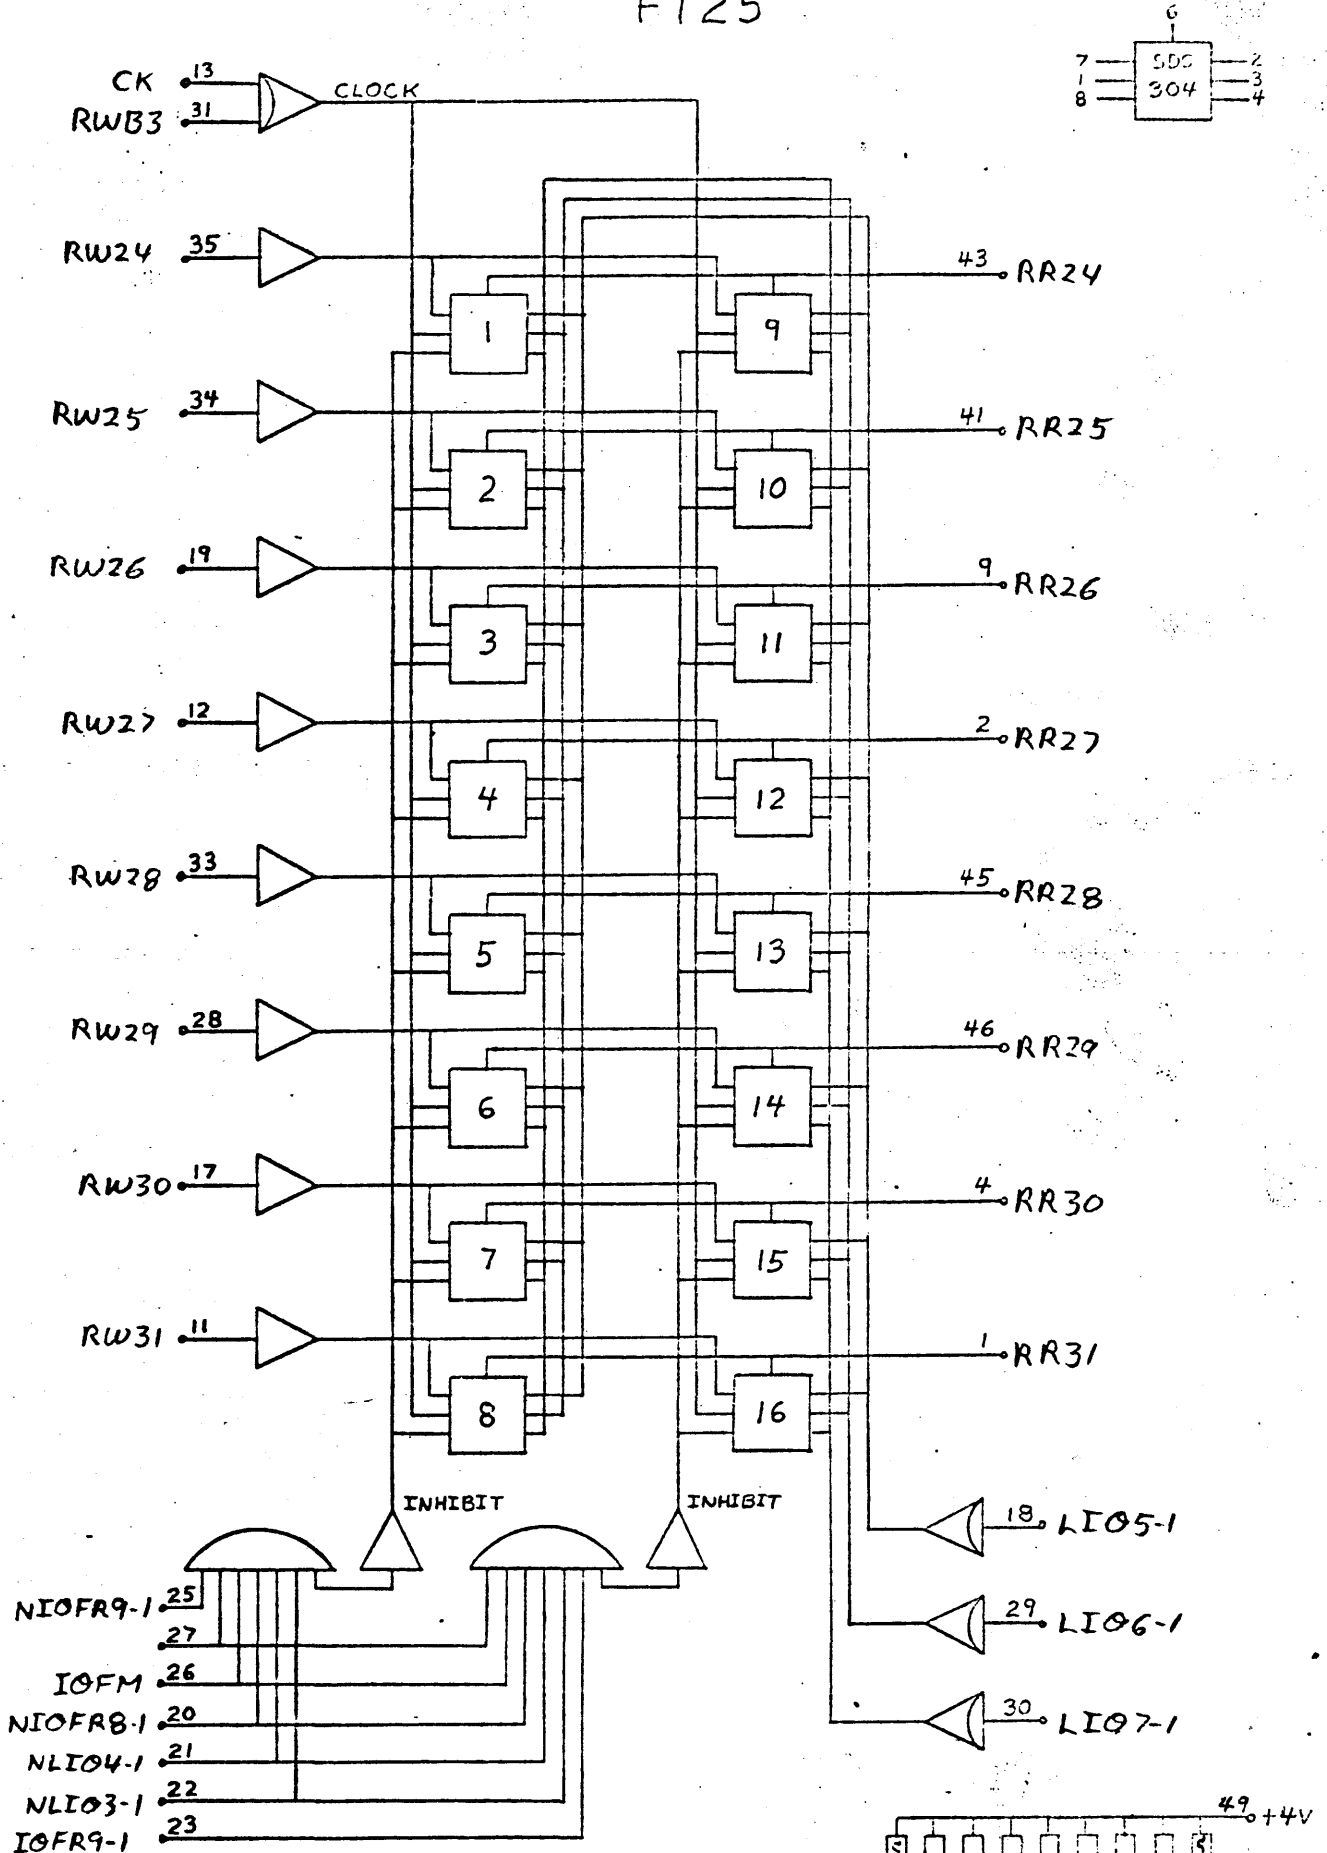 FT25
6
7 SDS 2
1 304 3
8 4
CK 13
CLOCK
RWB3 31
RW24 35
43 RR24
1 9
RW25 34
41 RR25
2 10
RW26 19
9 RR26
3 11
RW27 12
2 RR27
4 12
RW28 33
45 RR28
5 13
RW29 28
46 RR29
6 14
RW30 17
4 RR30
7 15
RW31 11
1 RR31
8 16
INHIBIT INHIBIT
18 LIO5-1
NIOFR9-1 25
29 LIO6-1
27
IOFM 26
NIOFR8-1 20
30 LIO7-1
NLIO4-1 21
NLIO3-1 22
49 +4V
IOFR9-1 23